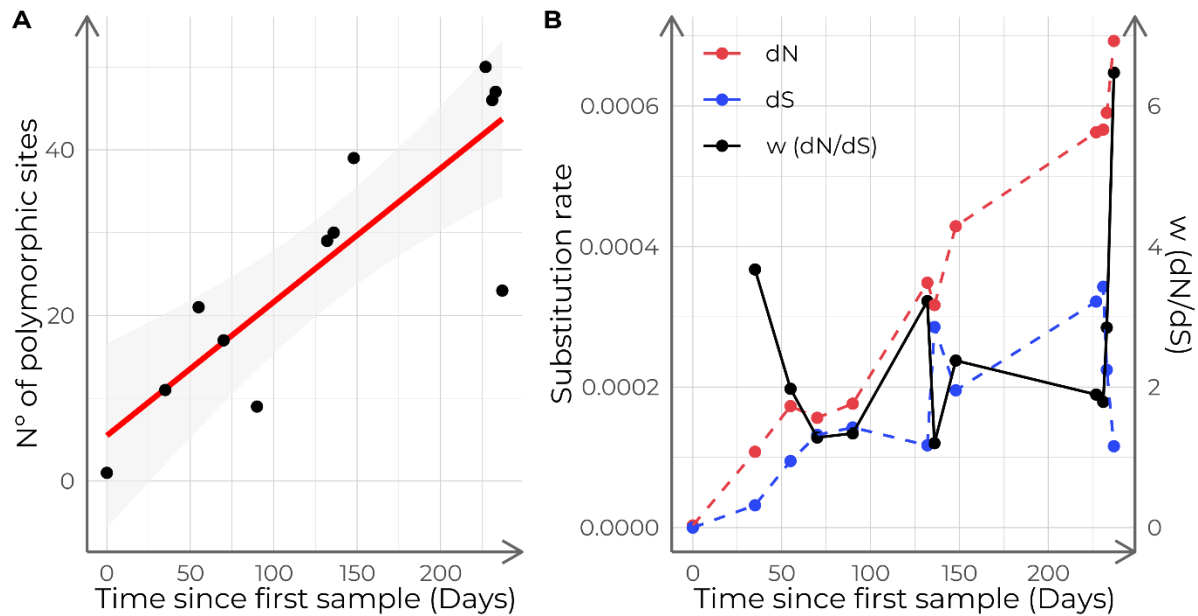 A
N° of polymorphic sites
40
20
0
0
50
100
150
200
Time since first sample (Days)
B
dN
dS
w (dN/dS)
Substitution rate
0.0006
0.0004
0.0002
0.0000
6
4
2
0
w (dN/dS)
0
50
100
150
200
Time since first sample (Days)